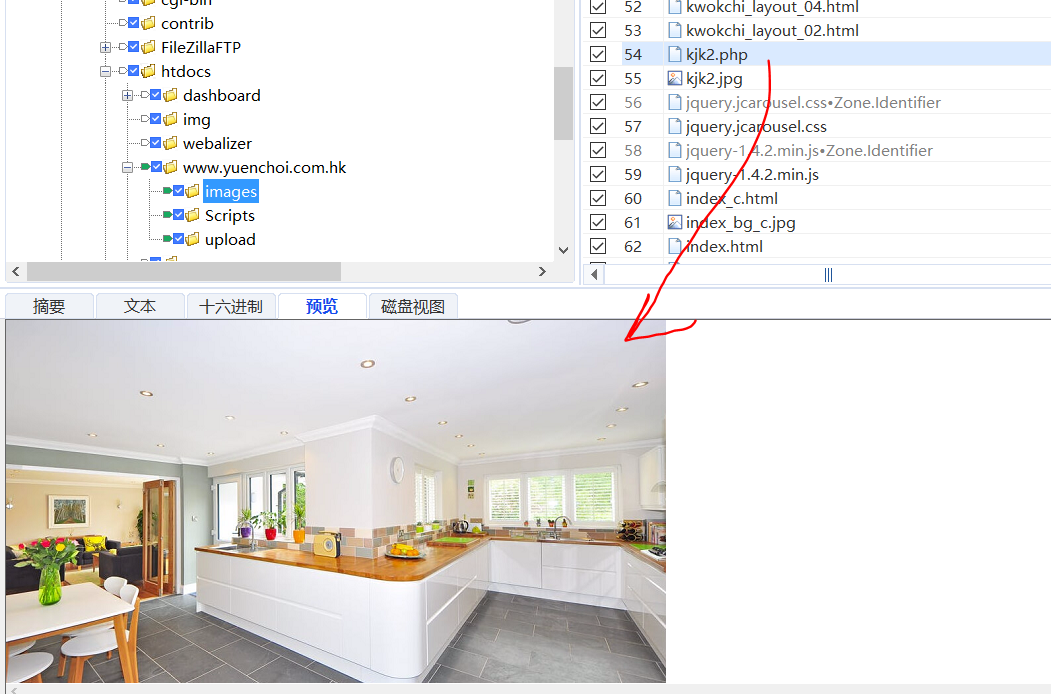 cgi-bin
contrib
FileZillaFTP
htdocs
dashboard
img
webalizer
www.yuenchoi.com.hk
images
Scripts
upload
52 kwokchi_layout_04.html
53 kwokchi_layout_02.html
54 kjk2.php
55 kjk2.jpg
56 jquery.jcarousel.css•Zone.Identifier
57 jquery.jcarousel.css
58 jquery-1.4.2.min.js•Zone.Identifier
59 jquery-1.4.2.min.js
60 index_c.html
61 index_bg_c.jpg
62 index.html
摘要 文本 十六进制 预览 磁盘视图